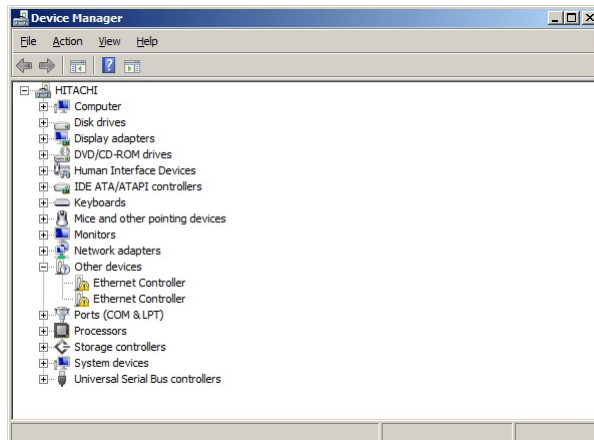 Device Manager
File Action View Help
HITACHI
Computer
Disk drives
Display adapters
DVD/CD-ROM drives
Human Interface Devices
IDE ATA/ATAPI controllers
Keyboards
Mice and other pointing devices
Monitors
Network adapters
Other devices
Ethernet Controller
Ethernet Controller
Ports (COM & LPT)
Processors
Storage controllers
System devices
Universal Serial Bus controllers